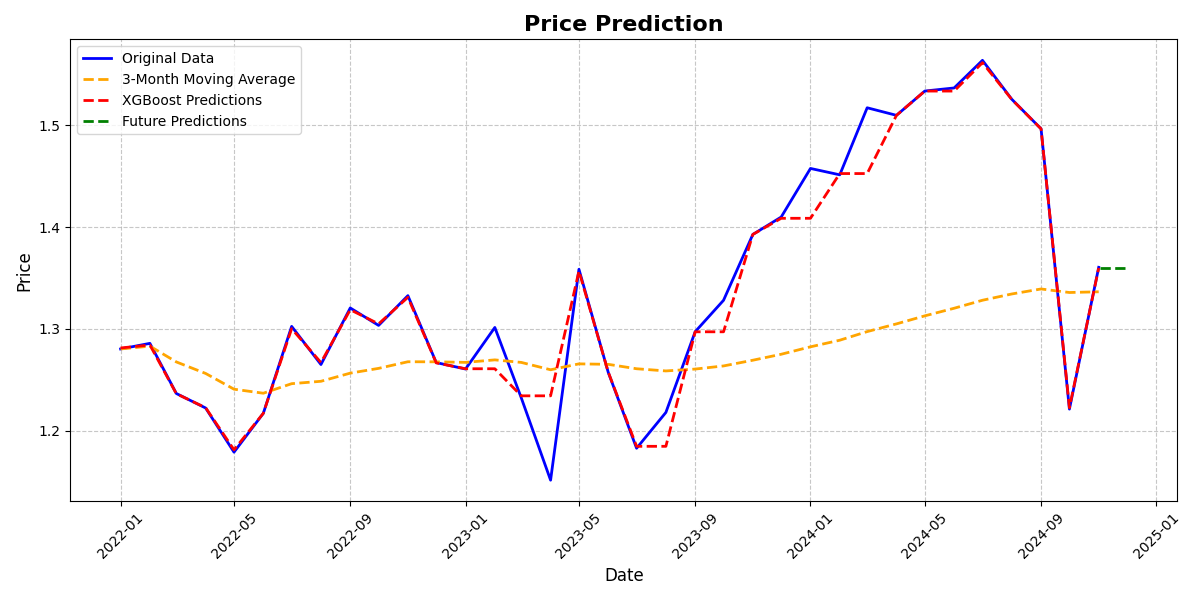 Price Prediction
Original Data
3-Month Moving Average
XGBoost Predictions
Future Predictions
Price
1.5
1.4
1.3
1.2
2022-01
2022-05
2022-09
2023-01
2023-05
2023-09
2024-01
2024-05
2024-09
2025-01
Date